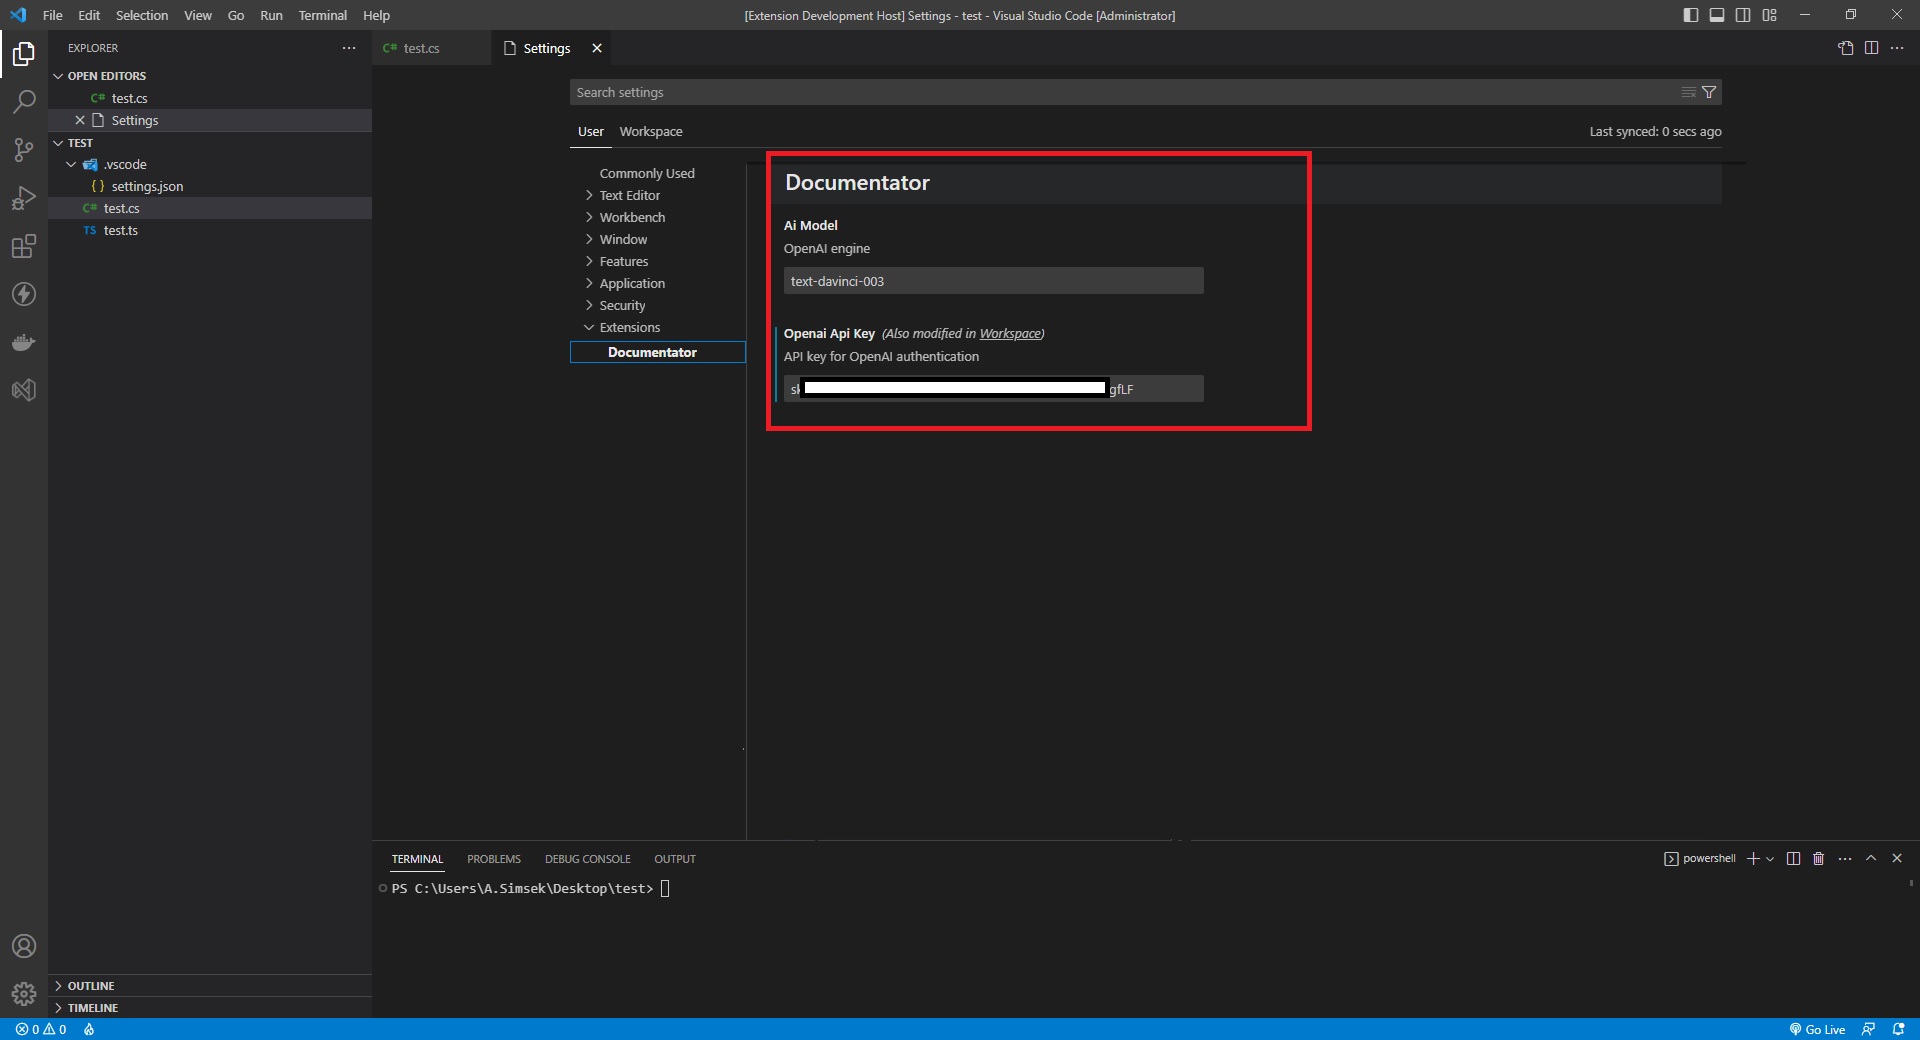 File Edit Selection View Go Run Terminal Help
[Extension Development Host] Settings - test - Visual Studio Code [Administrator]
EXPLORER
OPEN EDITORS
C# test.cs
Settings
TEST
.vscode
{ } settings.json
C# test.cs
TS test.ts
OUTLINE
TIMELINE
C# test.cs
Settings
Search settings
User Workspace
Last synced: 0 secs ago
Commonly Used
Text Editor
Workbench
Window
Features
Application
Security
Extensions
Documentator
Documentator
Ai Model
OpenAI engine
text-davinci-003
Openai Api Key (Also modified in Workspace)
API key for OpenAI authentication
sk gfLF
TERMINAL PROBLEMS DEBUG CONSOLE OUTPUT
powershell
PS C:\Users\A.Simsek\Desktop\test>
0 0
Go Live